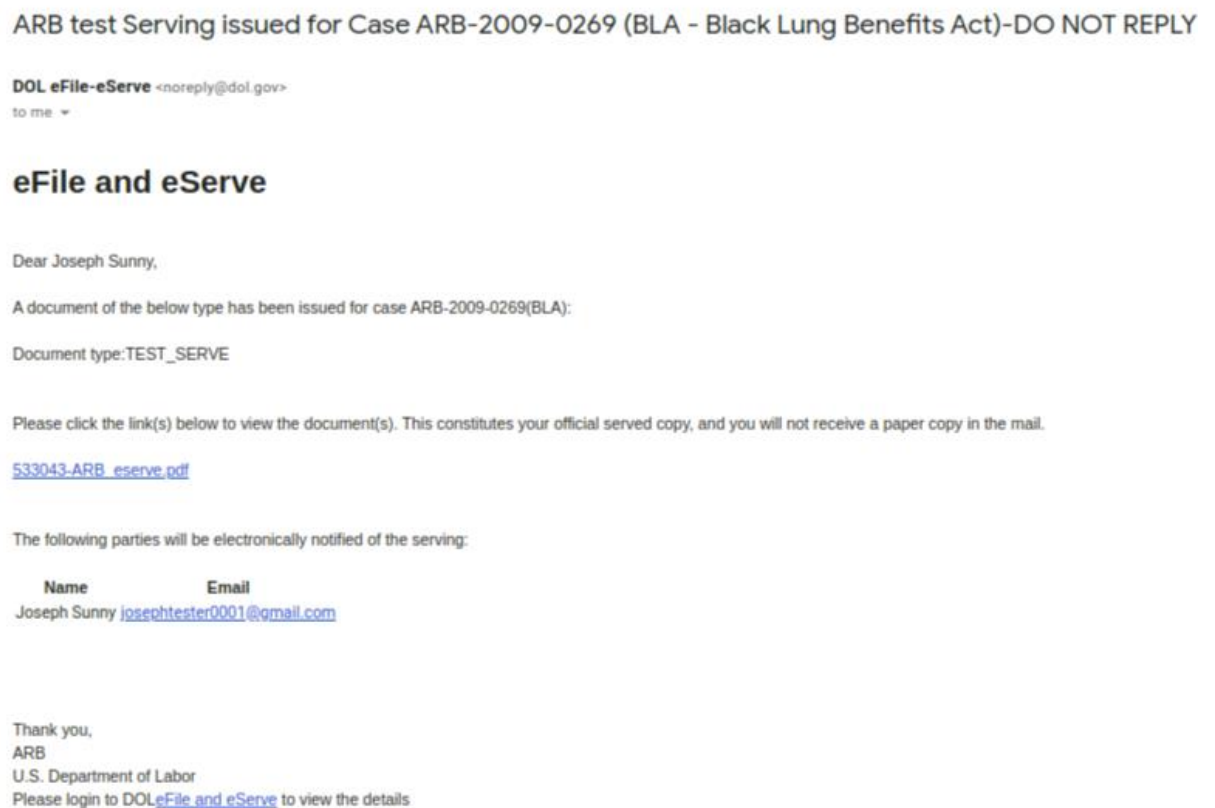 ARB test Serving issued for Case ARB-2009-0269 (BLA - Black Lung Benefits Act)-DO NOT REPLY
DOL eFile-eServe <noreply@dol.gov>
to me
eFile and eServe
Dear Joseph Sunny,
A document of the below type has been issued for case ARB-2009-0269(BLA):
Document type:TEST_SERVE
Please click the link(s) below to view the document(s). This constitutes your official served copy, and you will not receive a paper copy in the mail.
533043-ARB_eserve.pdf
The following parties will be electronically notified of the serving:
Name Email
Joseph Sunny josephtester0001@gmail.com
Thank you,
ARB
U.S. Department of Labor
Please login to DOLeFile and eServe to view the details